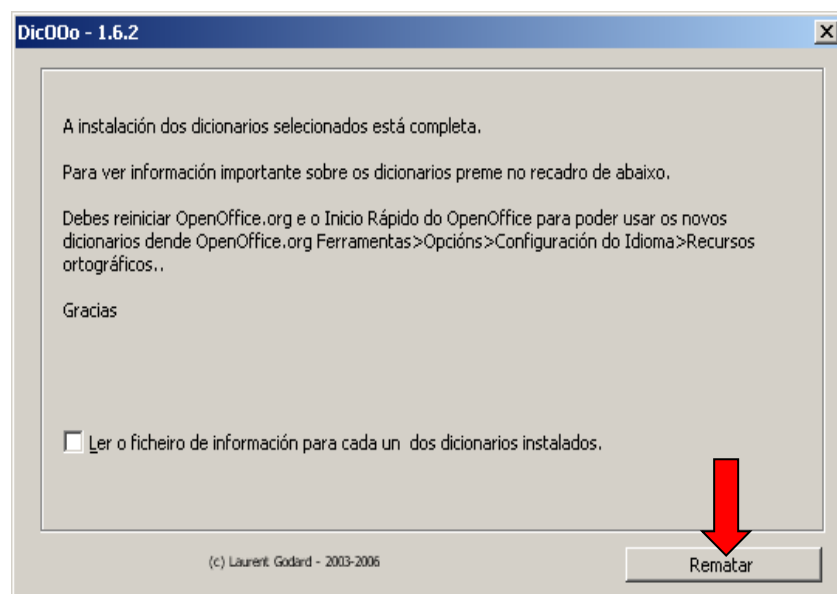 DicOOo - 1.6.2
A instalación dos dicionarios selecionados está completa.
Para ver información importante sobre os dicionarios preme no recadro de abaixo.
Debes reiniciar OpenOffice.org e o Inicio Rápido do OpenOffice para poder usar os novos
dicionarios dende OpenOffice.org Ferramentas>Opcións>Configuración do Idioma>Recursos
ortográficos..
Gracias
Ler o ficheiro de información para cada un  dos dicionarios instalados.
(c) Laurent Godard - 2003-2006
Rematar